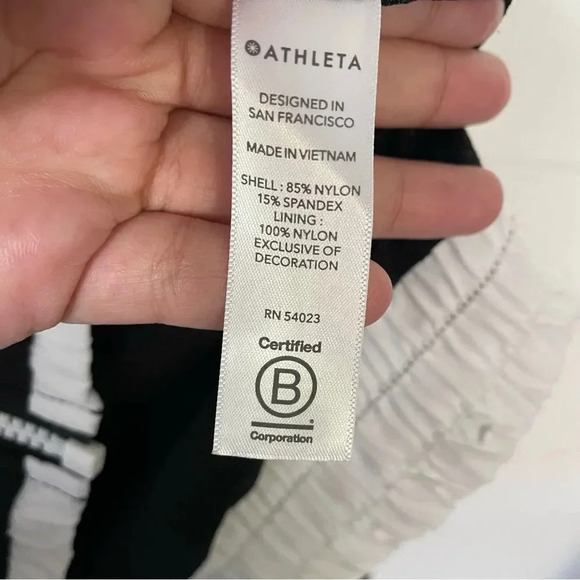 ATHLETA
DESIGNED IN
SAN FRANCISCO
MADE IN VIETNAM
SHELL : 85% NYLON
15% SPANDEX
LINING :
100% NYLON
EXCLUSIVE OF
DECORATION
RN 54023
Certified
B
Corporation